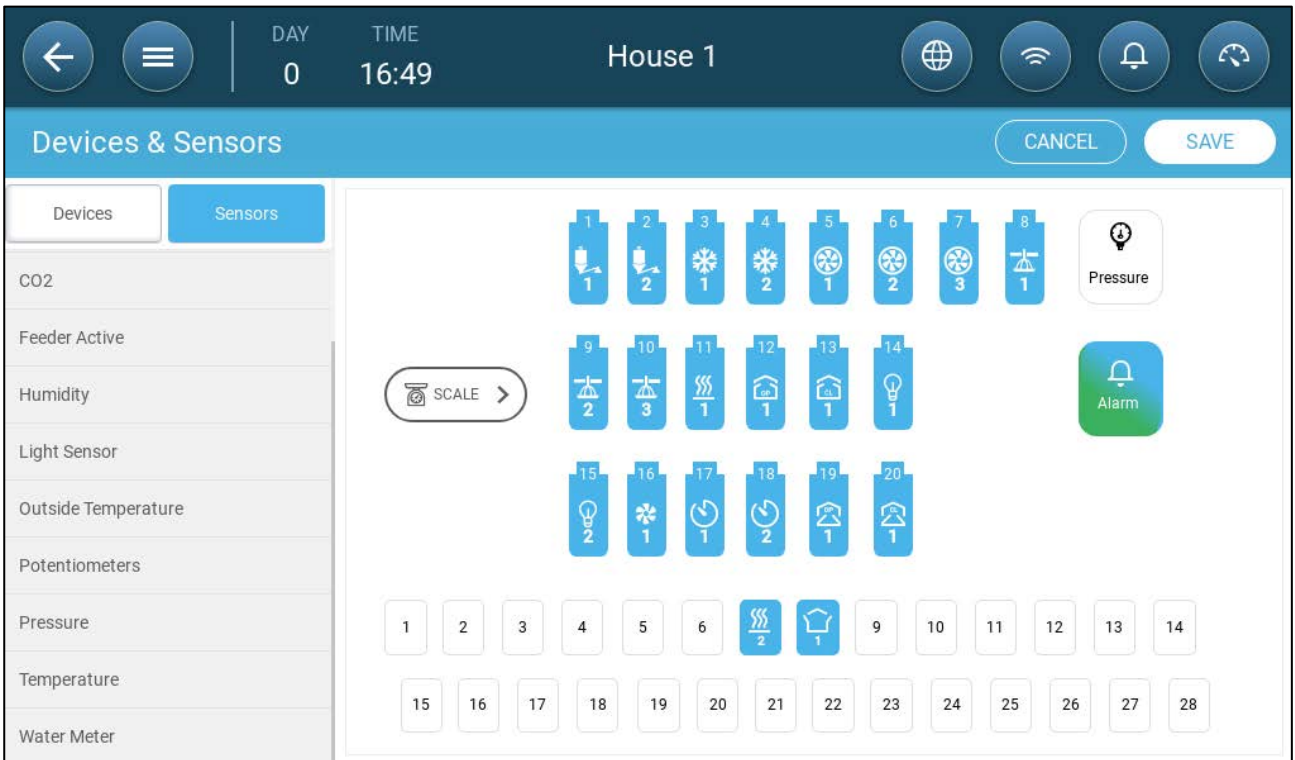 DAY TIME
0 16:49 House 1
Devices & Sensors CANCEL SAVE
Devices Sensors
CO2
Feeder Active
Humidity
Light Sensor
Outside Temperature
Potentiometers
Pressure
Temperature
Water Meter
1 2 3 4 5 6 7 8
1 2 1 2 1 2 3 1
Pressure
SCALE
9 10 11 12 13 14
OP CL
2 3 1 1 1 1
Alarm
15 16 17 18 19 20
OP CL
2 1 1 2 1 1
1 2 3 4 5 6 2 1 9 10 11 12 13 14
15 16 17 18 19 20 21 22 23 24 25 26 27 28